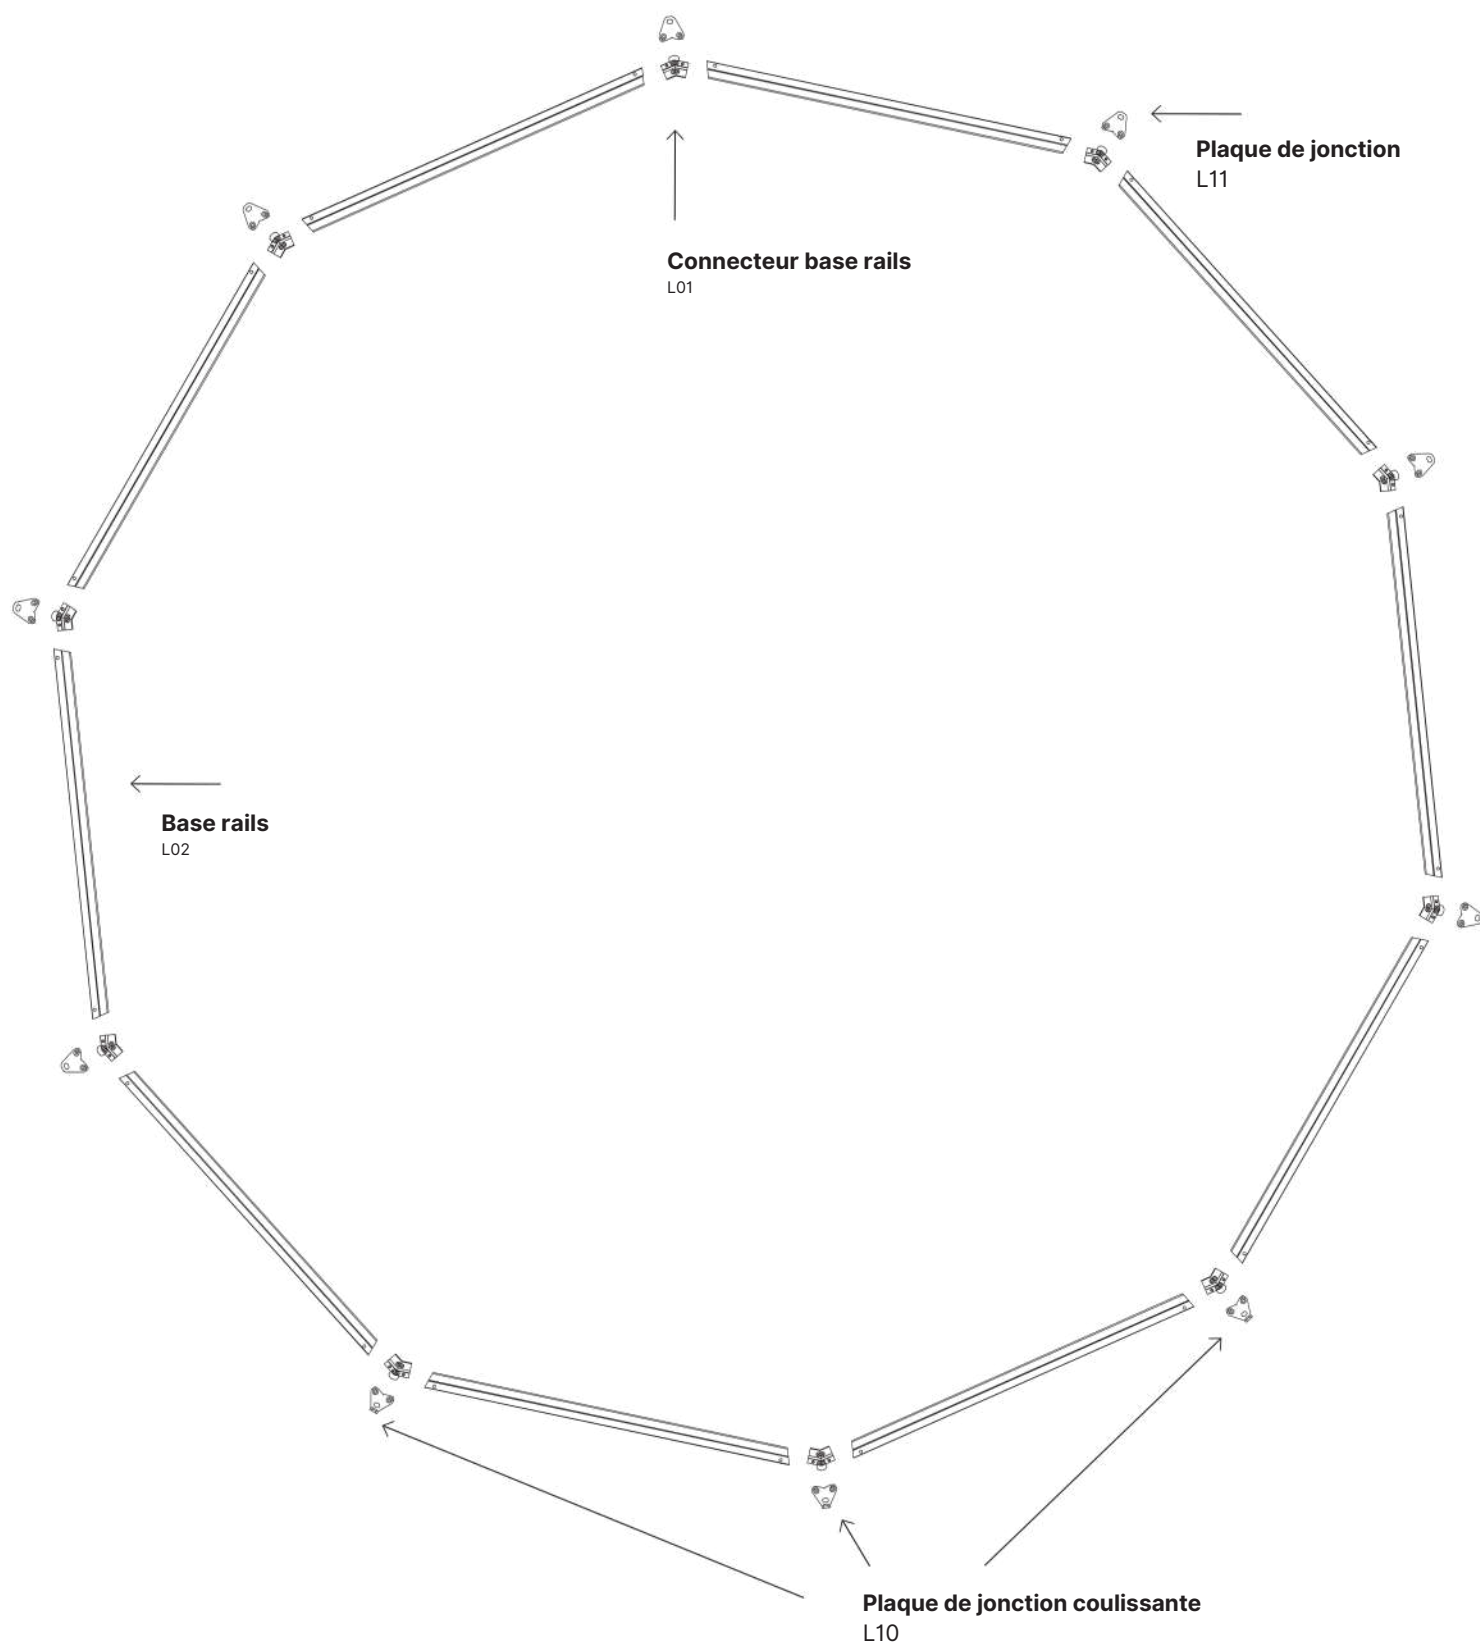 Plaque de jonction
L11
Connecteur base rails
L01
Base rails
L02
Plaque de jonction coulissante
L10